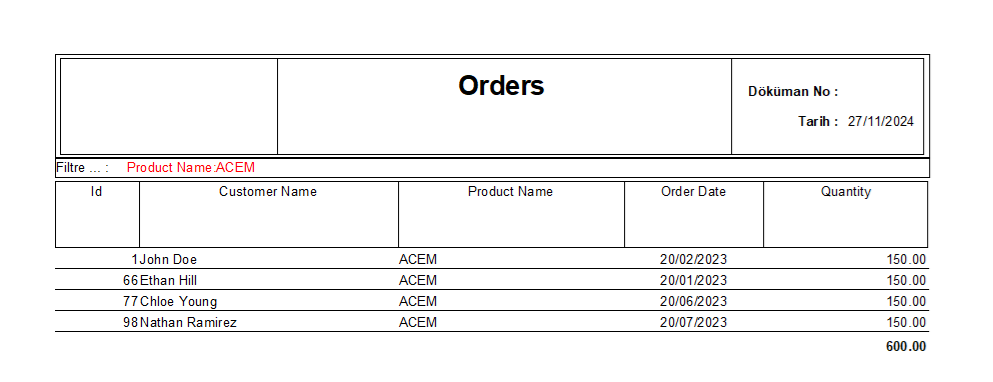 Orders
Döküman No :
Tarih : 27/11/2024
Filtre ... : Product Name:ACEM
Id Customer Name Product Name Order Date Quantity
1 John Doe ACEM 20/02/2023 150.00
66 Ethan Hill ACEM 20/01/2023 150.00
77 Chloe Young ACEM 20/06/2023 150.00
98 Nathan Ramirez ACEM 20/07/2023 150.00
600.00